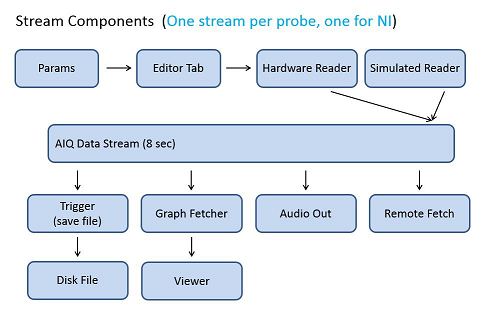 Stream Components (One stream per probe, one for NI)
Params
Editor Tab
Hardware Reader
Simulated Reader
AIQ Data Stream (8 sec)
Trigger
(save file)
Graph Fetcher
Audio Out
Remote Fetch
Disk File
Viewer